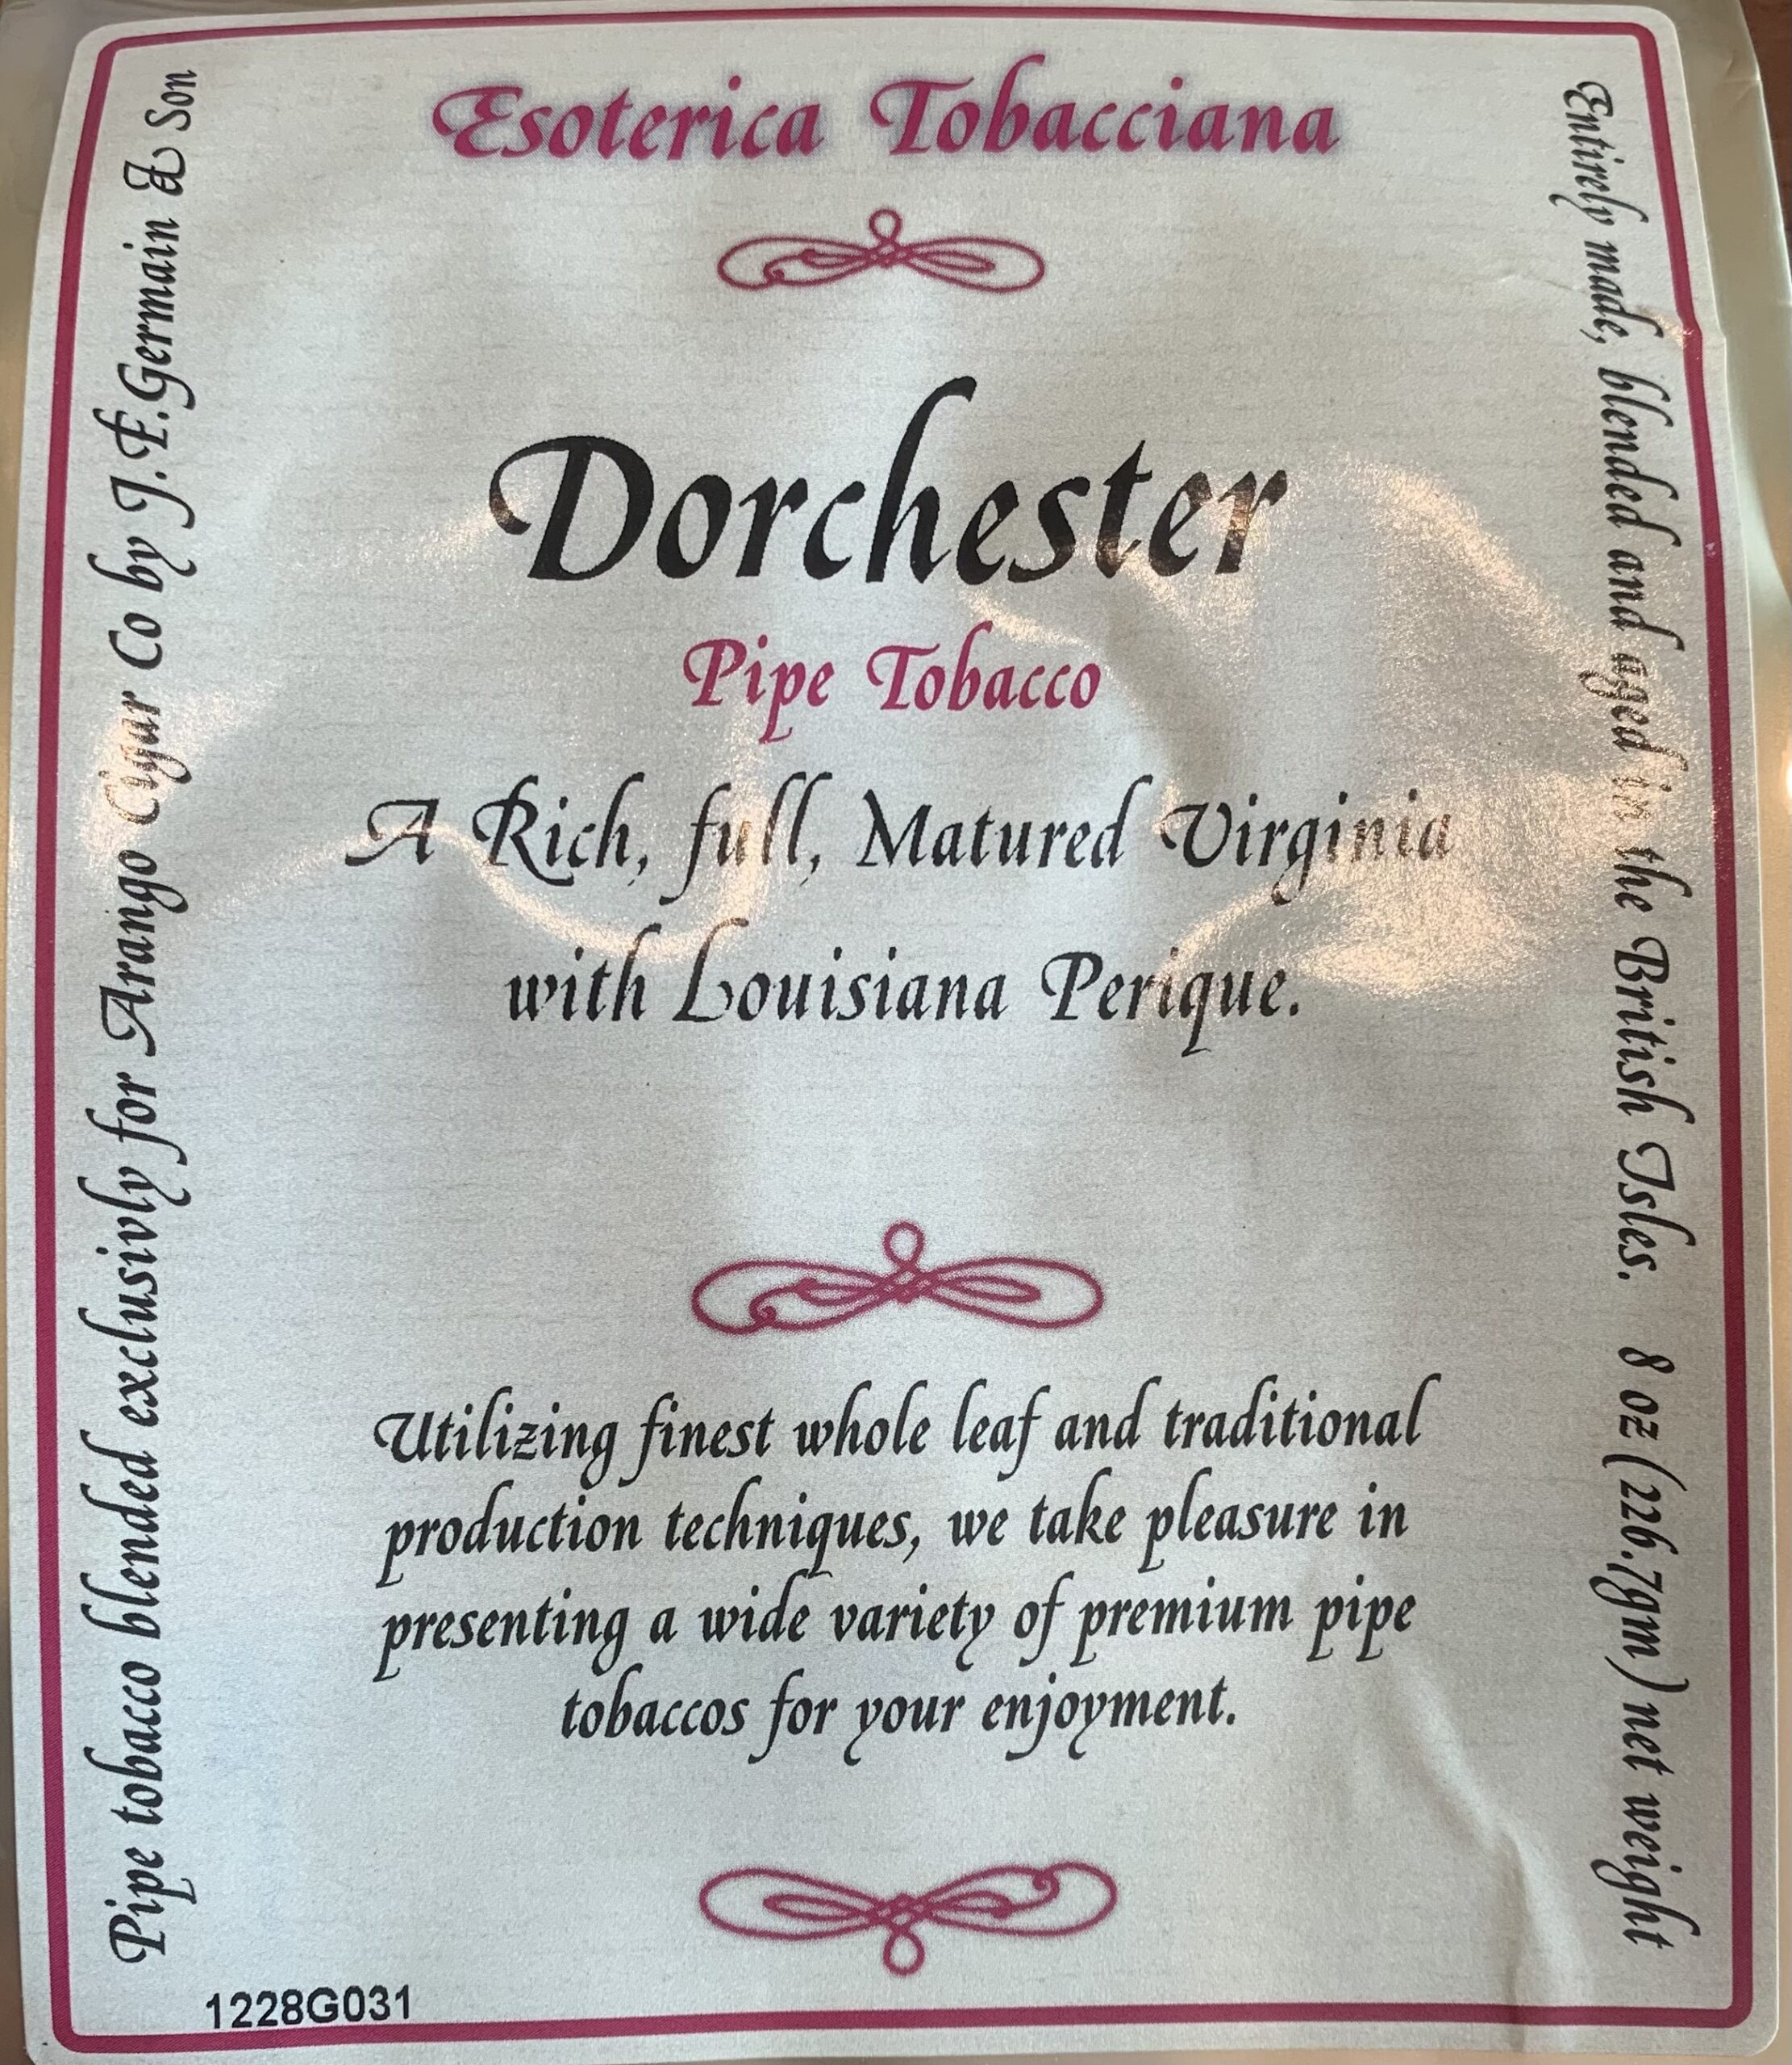 Esoterica Tobacciana
Dorchester
Pipe Tobacco
A Rich, full, Matured Virginia
with Louisiana Perique.
Utilizing finest whole leaf and traditional
production techniques, we take pleasure in
presenting a wide variety of premium pipe
tobaccos for your enjoyment.
Pipe tobacco blended exclusivly for Arango Cigar Co by J.F.Germain & Son
Entirely made, blended and aged in the British Isles. 8 oz (226.7gm) net weight
1228G031